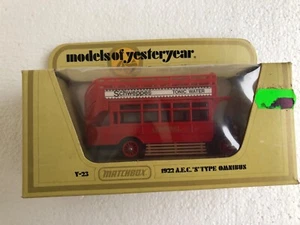 models of yesteryear.
Schweppes TONIC WATER
Y-23 MATCHBOX 1922 A.E.C. 'S' TYPE OMNIBUS